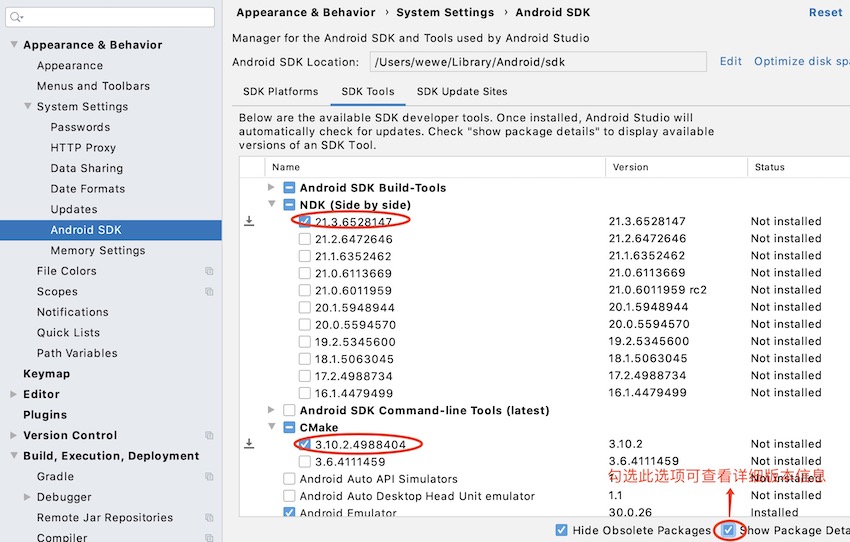 Appearance & Behavior › System Settings › Android SDK
Reset
Manager for the Android SDK and Tools used by Android Studio
Android SDK Location: /Users/wewe/Library/Android/sdk Edit Optimize disk spa
Appearance & Behavior
Appearance
Menus and Toolbars
System Settings
Passwords
HTTP Proxy
Data Sharing
Date Formats
Updates
Android SDK
Memory Settings
File Colors
Scopes
Notifications
Quick Lists
Path Variables
Keymap
Editor
Plugins
Version Control
Build, Execution, Deployment
Gradle
Debugger
Remote Jar Repositories
Compiler
SDK Platforms SDK Tools SDK Update Sites
Below are the available SDK developer tools. Once installed, Android Studio will
automatically check for updates. Check "show package details" to display available
versions of an SDK Tool.
Name Version Status
Android SDK Build-Tools
NDK (Side by side)
21.3.6528147 21.3.6528147 Not installed
21.2.6472646 21.2.6472646 Not installed
21.1.6352462 21.1.6352462 Not installed
21.0.6113669 21.0.6113669 Not installed
21.0.6011959 21.0.6011959 rc2 Not installed
20.1.5948944 20.1.5948944 Not installed
20.0.5594570 20.0.5594570 Not installed
19.2.5345600 19.2.5345600 Not installed
18.1.5063045 18.1.5063045 Not installed
17.2.4988734 17.2.4988734 Not installed
16.1.4479499 16.1.4479499 Not installed
Android SDK Command-line Tools (latest)
CMake
3.10.2.4988404 3.10.2 Not installed
3.6.4111459 3.6.4111459 Not installed
Android Auto API Simulators 1 Not installed
勾选此选项可查看详细版本信息
Android Auto Desktop Head Unit emulator 1.1 Not installed
Android Emulator 30.0.26 Installed
Hide Obsolete Packages Show Package Deta